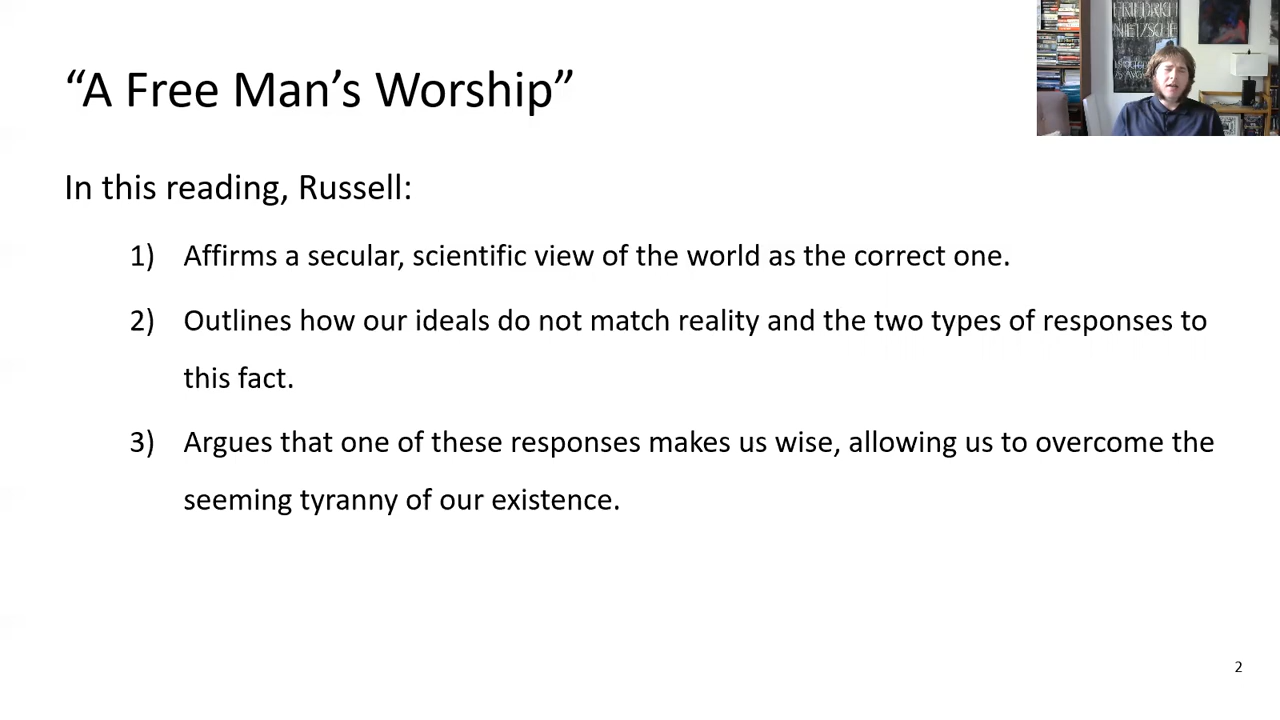 “A Free Man’s Worship”
FRIEDRICH
NIETZSCHE
In this reading, Russell:
1) Affirms a secular, scientific view of the world as the correct one.
2) Outlines how our ideals do not match reality and the two types of responses to
this fact.
3) Argues that one of these responses makes us wise, allowing us to overcome the
seeming tyranny of our existence.
2